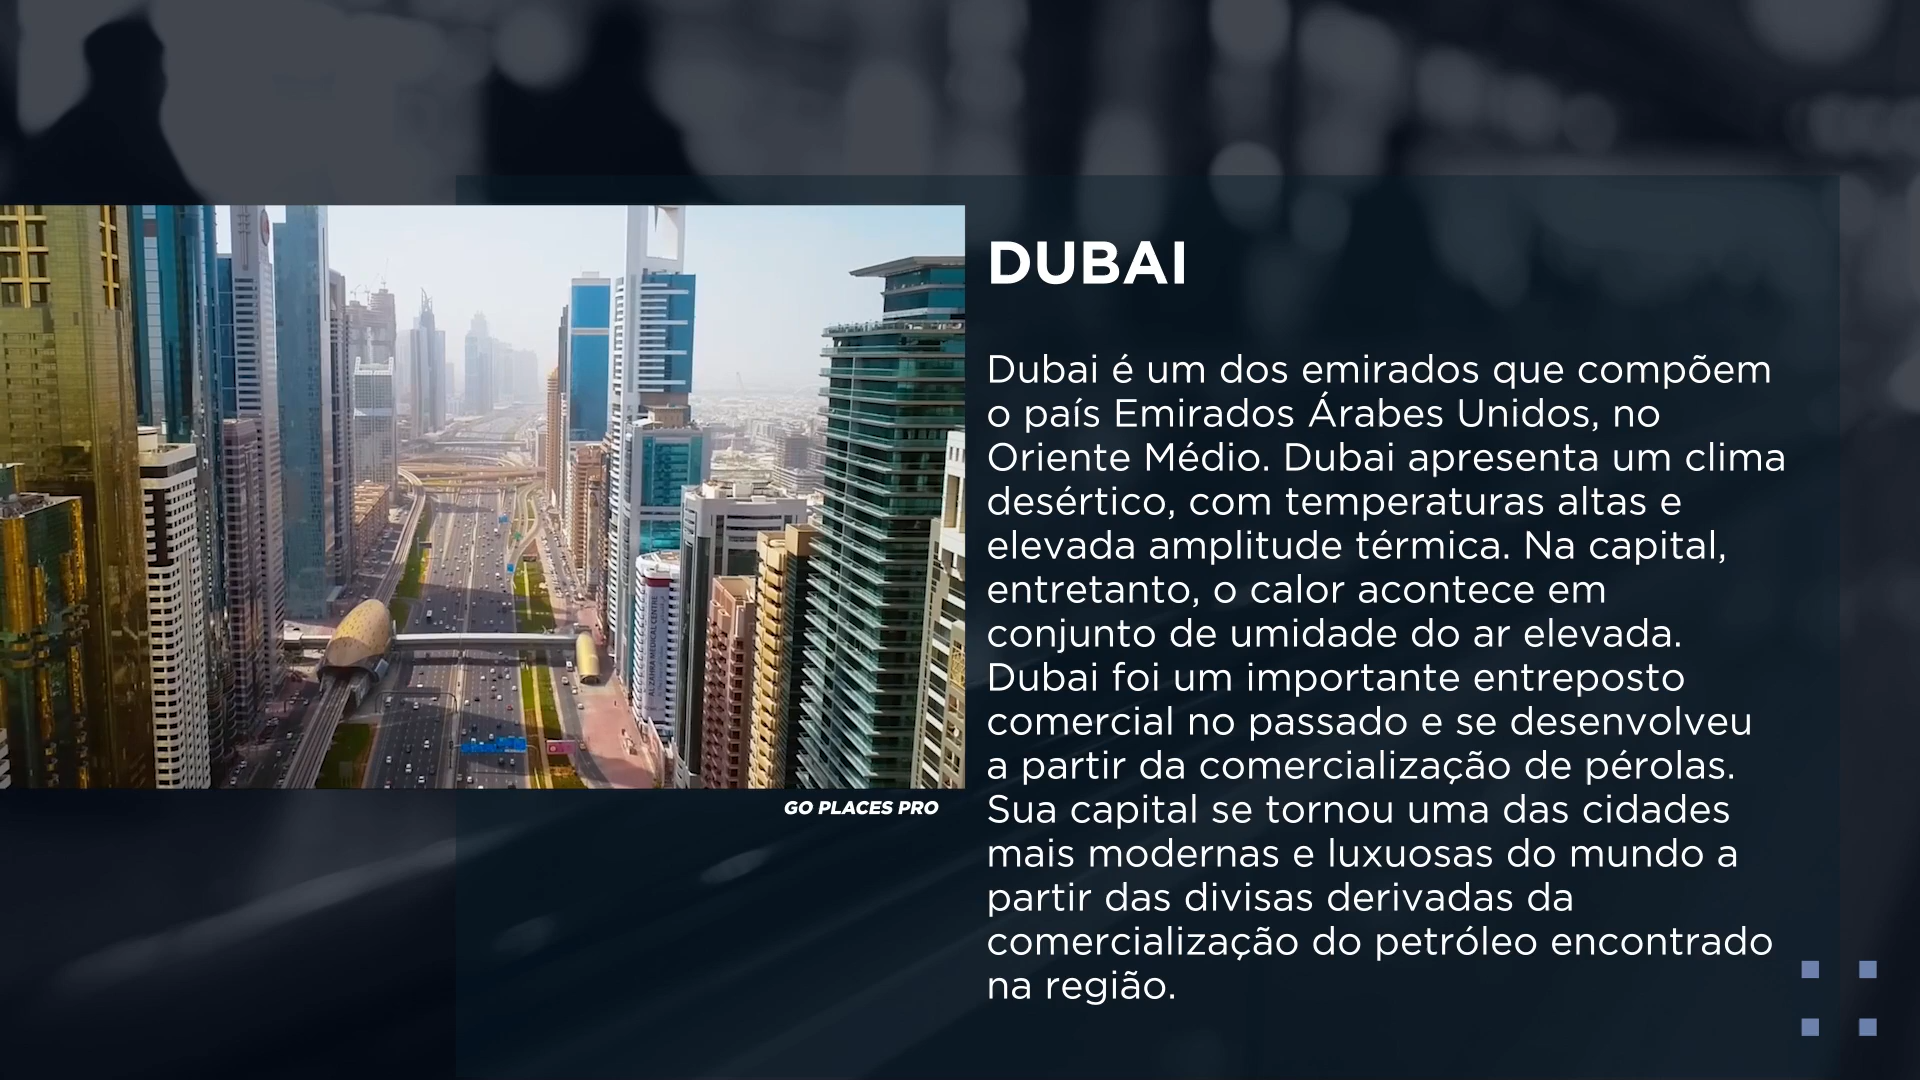 DUBAI
Dubai é um dos emirados que compõem
o país Emirados Árabes Unidos, no
Oriente Médio. Dubai apresenta um clima
desértico, com temperaturas altas e
elevada amplitude térmica. Na capital,
entretanto, o calor acontece em
conjunto de umidade do ar elevada.
Dubai foi um importante entreposto
comercial no passado e se desenvolveu
a partir da comercialização de pérolas.
Sua capital se tornou uma das cidades
mais modernas e luxuosas do mundo a
partir das divisas derivadas da
comercialização do petróleo encontrado
na região.
AL ZAHRA MEDICAL CENTRE
GO PLACES PRO